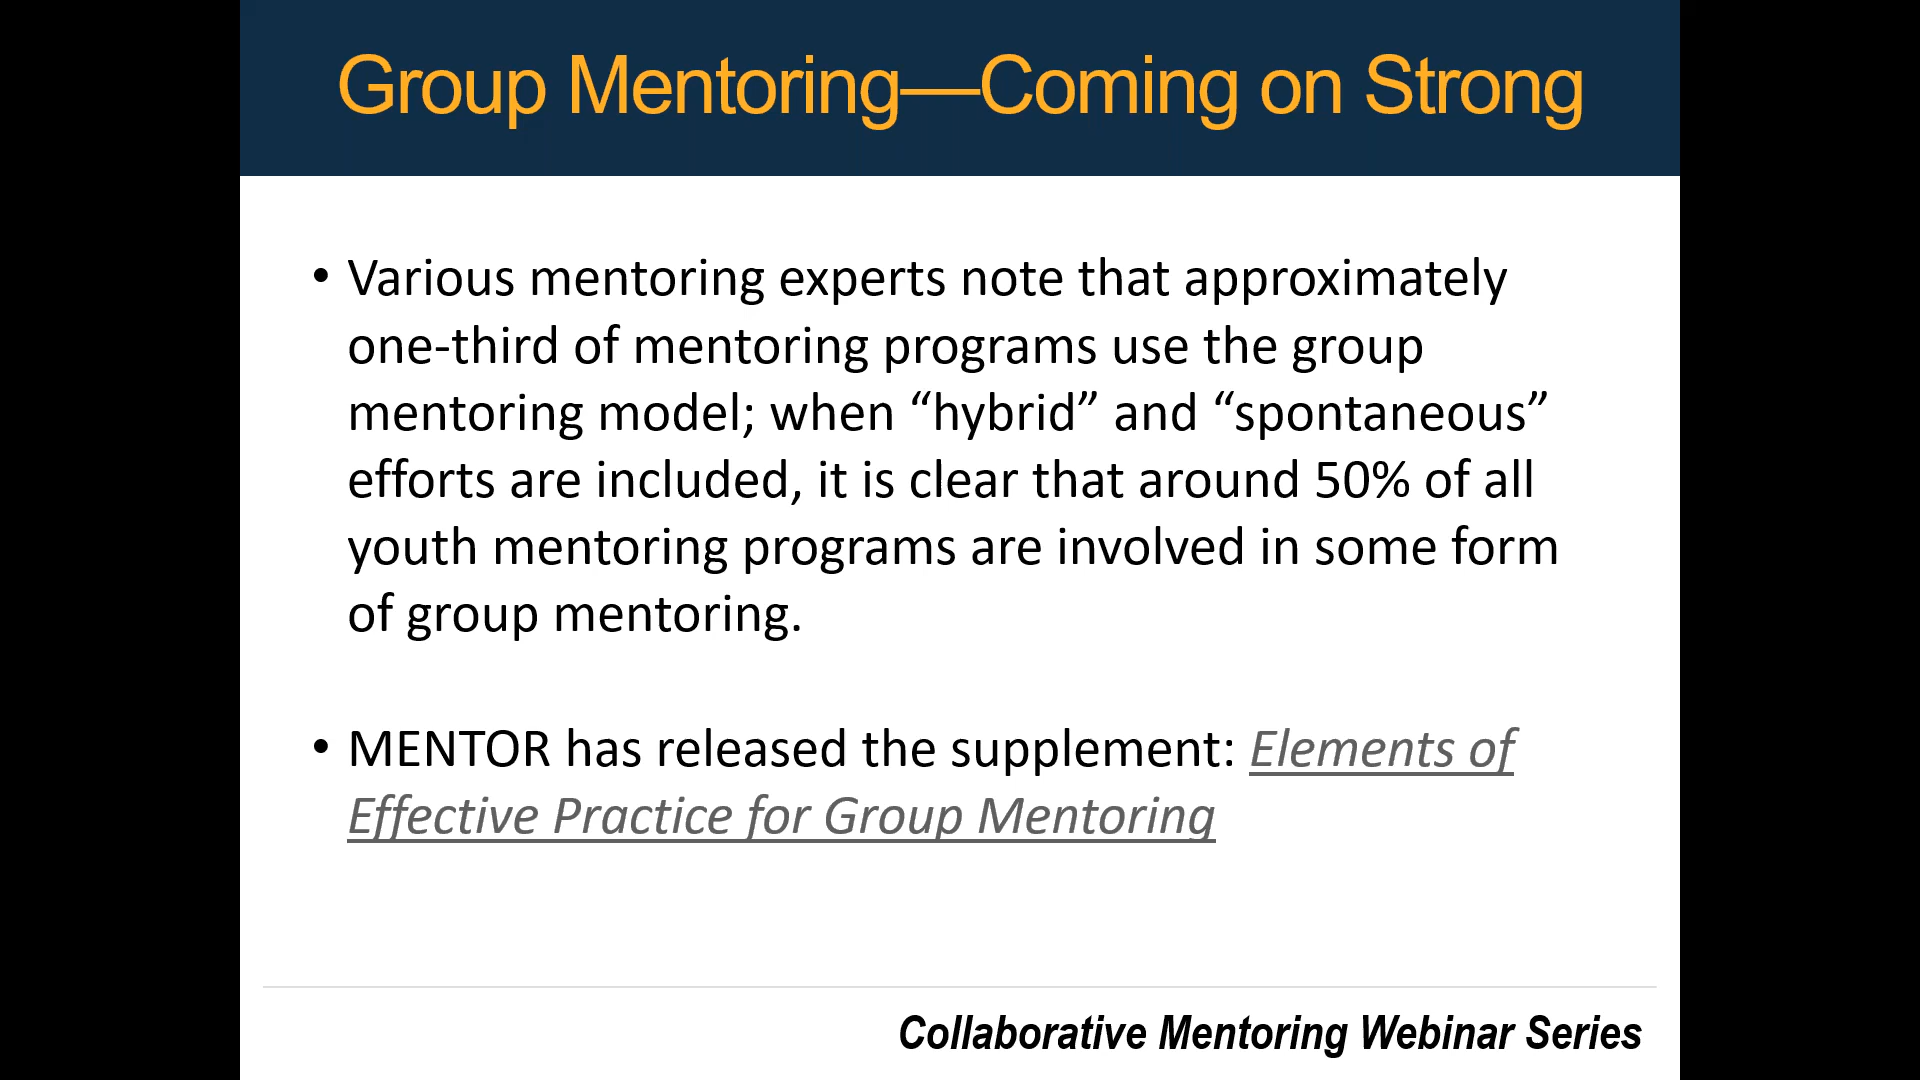 Group Mentoring—Coming on Strong
• Various mentoring experts note that approximately
one-third of mentoring programs use the group
mentoring model; when “hybrid” and “spontaneous”
efforts are included, it is clear that around 50% of all
youth mentoring programs are involved in some form
of group mentoring.
• MENTOR has released the supplement: Elements of
Effective Practice for Group Mentoring
Collaborative Mentoring Webinar Series